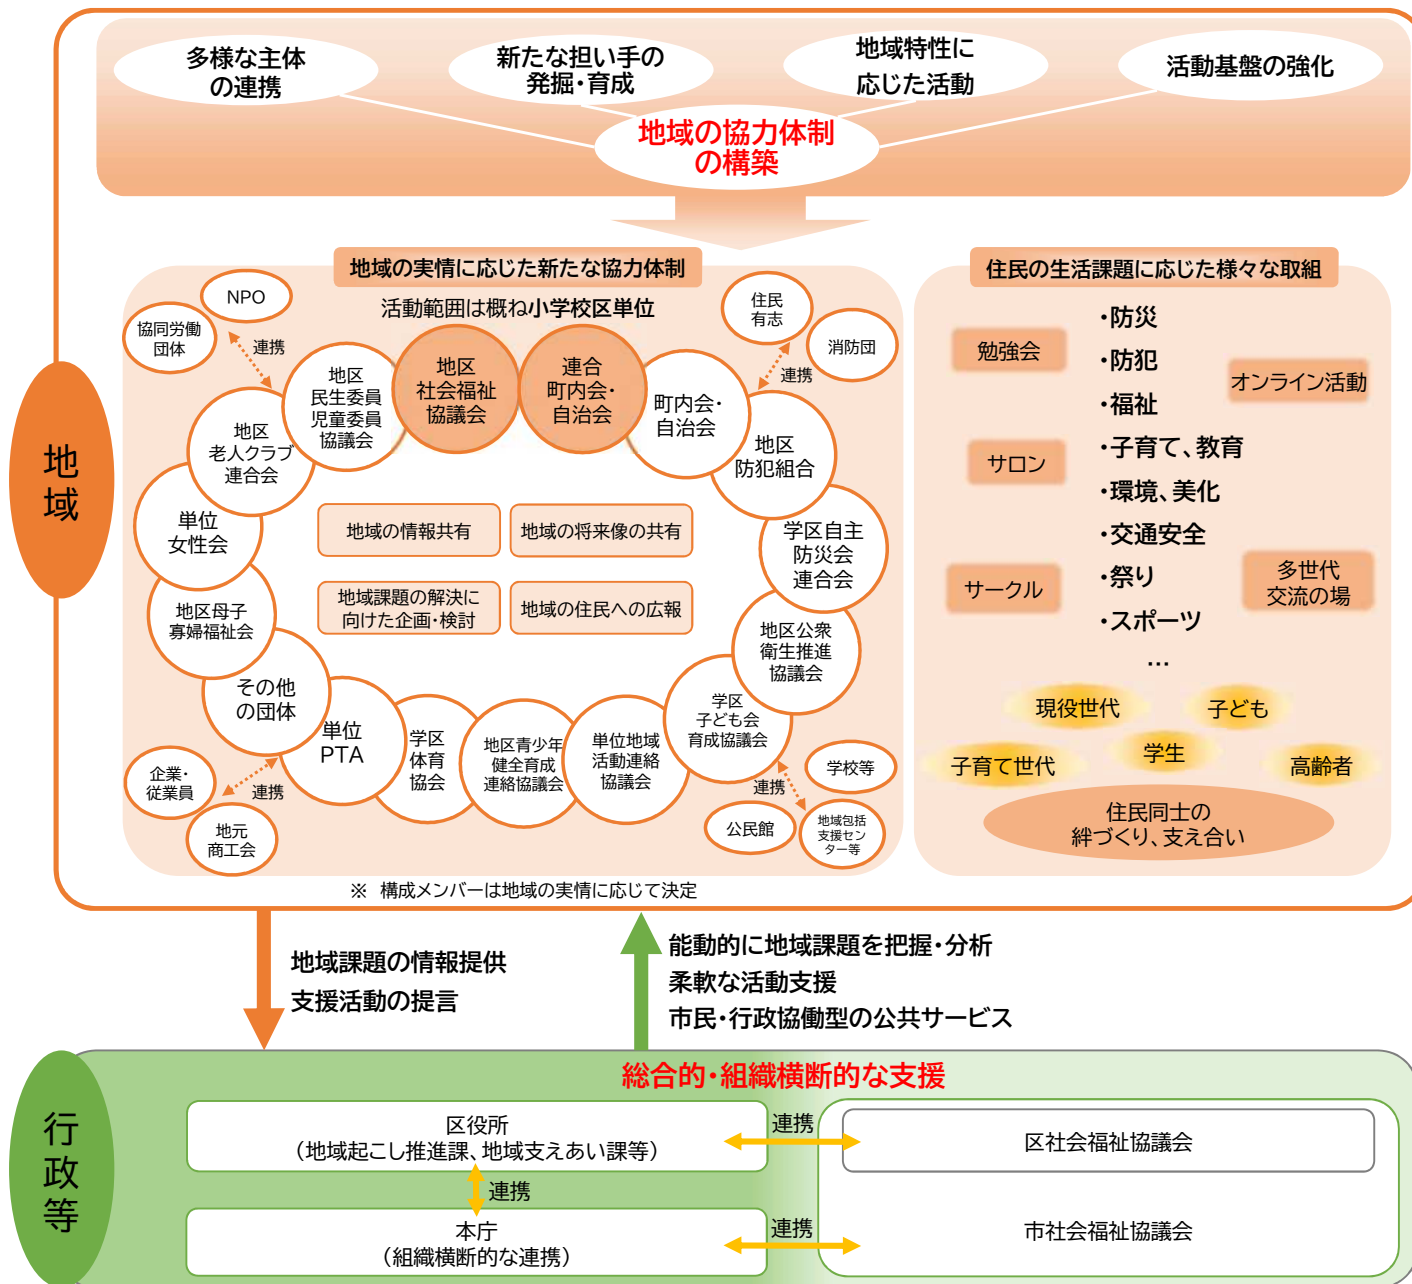 多様な主体
の連携
新たな担い手の
発掘・育成
地域特性に
応じた活動
活動基盤の強化
地域の協力体制
の構築
地域
地域の実情に応じた新たな協力体制
活動範囲は概ね小学校区単位
NPO
協同労働
団体
連携
住民
有志
消防団
連携
地区
民生委員
児童委員
協議会
地区
社会福祉
協議会
連合
町内会・
自治会
町内会・
自治会
地区
老人クラブ
連合会
地区
防犯組合
単位
女性会
学区自主
防災会
連合会
地区母子
寡婦福祉会
地区公衆
衛生推進
協議会
その他
の団体
学区
子ども会
育成協議会
単位
PTA
学区
体育
協会
地区青少年
健全育成
連絡協議会
単位地域
活動連絡
協議会
地域の情報共有
地域の将来像の共有
地域課題の解決に
向けた企画・検討
地域の住民への広報
企業・
従業員
連携
地元
商工会
学校等
連携
公民館
地域包括
支援セン
ター等
※ 構成メンバーは地域の実情に応じて決定
住民の生活課題に応じた様々な取組
勉強会
サロン
サークル
・防災
・防犯
・福祉
・子育て、教育
・環境、美化
・交通安全
・祭り
・スポーツ
…
オンライン活動
多世代
交流の場
現役世代
子ども
子育て世代
学生
高齢者
住民同士の
絆づくり、支え合い
地域課題の情報提供
支援活動の提言
能動的に地域課題を把握・分析
柔軟な活動支援
市民・行政協働型の公共サービス
行政等
総合的・組織横断的な支援
区役所
（地域起こし推進課、地域支えあい課等）
連携
区社会福祉協議会
連携
本庁
（組織横断的な連携）
連携
市社会福祉協議会